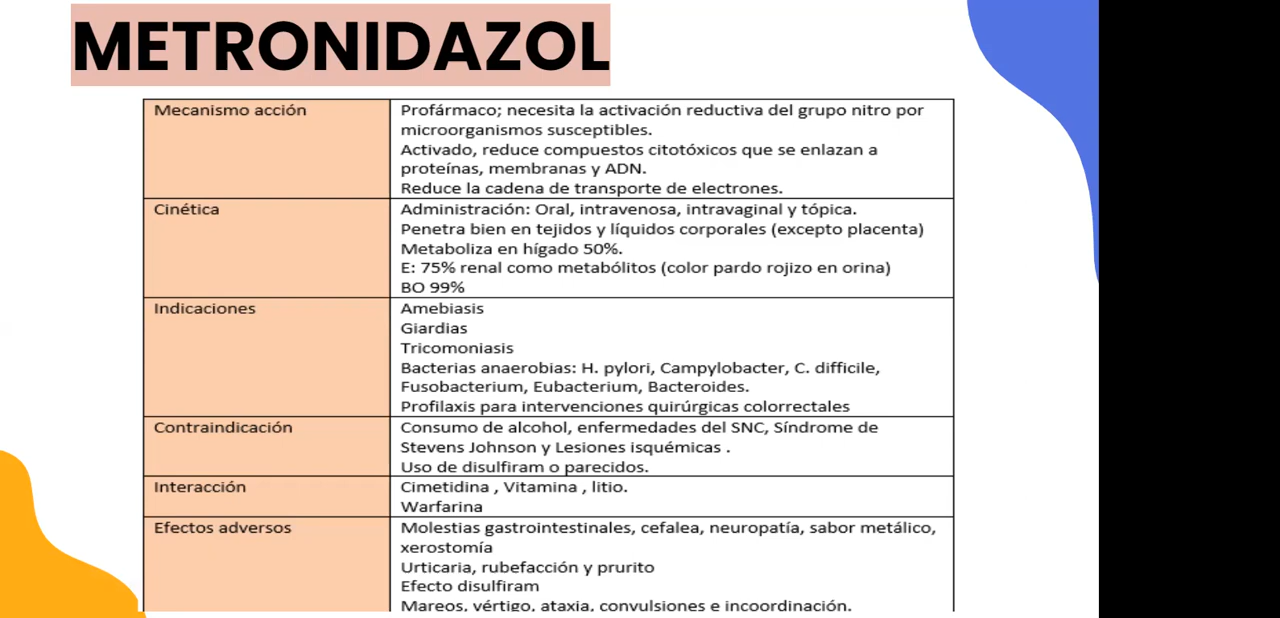 METRONIDAZOL
Mecanismo acción
Profármaco; necesita la activación reductiva del grupo nitro por
microorganismos susceptibles.
Activado, reduce compuestos citotóxicos que se enlazan a
proteínas, membranas y ADN.
Reduce la cadena de transporte de electrones.
Cinética
Administración: Oral, intravenosa, intravaginal y tópica.
Penetra bien en tejidos y líquidos corporales (excepto placenta)
Metaboliza en hígado 50%.
E: 75% renal como metabólitos (color pardo rojizo en orina)
BO 99%
Indicaciones
Amebiasis
Giardias
Tricomoniasis
Bacterias anaerobias: H. pylori, Campylobacter, C. difficile,
Fusobacterium, Eubacterium, Bacteroides.
Profilaxis para intervenciones quirúrgicas colorrectales
Contraindicación
Consumo de alcohol, enfermedades del SNC, Síndrome de
Stevens Johnson y Lesiones isquémicas .
Uso de disulfiram o parecidos.
Interacción
Cimetidina , Vitamina , litio.
Warfarina
Efectos adversos
Molestias gastrointestinales, cefalea, neuropatía, sabor metálico,
xerostomía
Urticaria, rubefacción y prurito
Efecto disulfiram
Mareos, vértigo, ataxia, convulsiones e incoordinación.